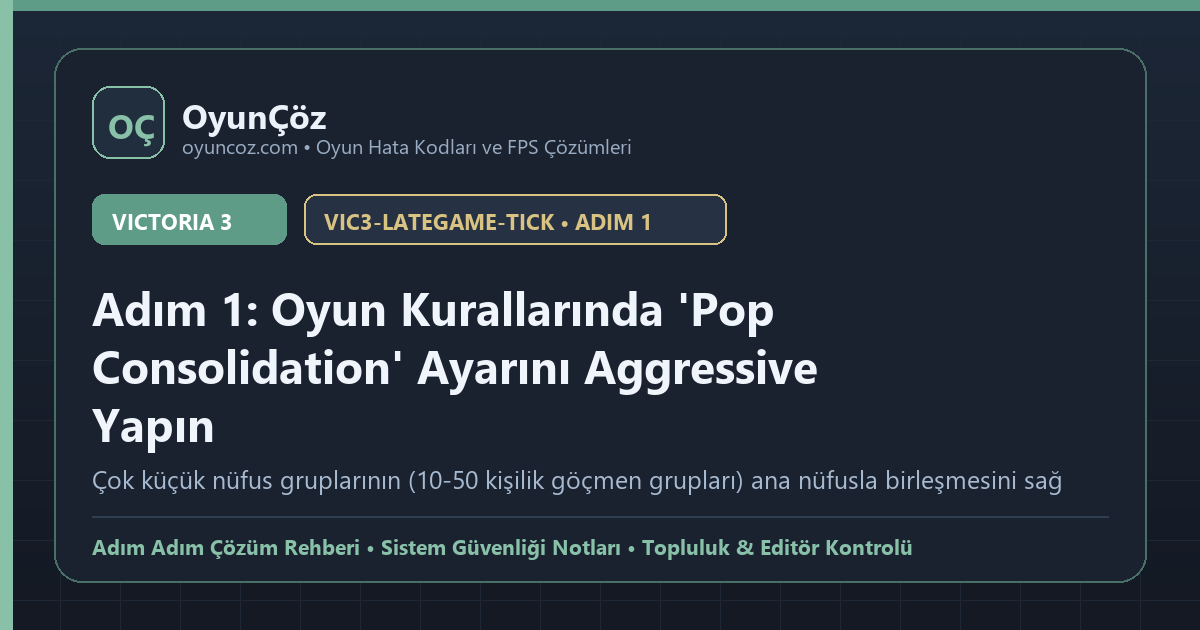 OÇ
OyunÇöz
oyuncoz.com • Oyun Hata Kodları ve FPS Çözümleri
VICTORIA 3
VIC3-LATEGAME-TICK • ADIM 1
Adım 1: Oyun Kurallarında 'Pop
Consolidation' Ayarını Aggressive
Yapın
Çok küçük nüfus gruplarının (10-50 kişilik göçmen grupları) ana nüfusla birleşmesini sağ
Adım Adım Çözüm Rehberi • Sistem Güvenliği Notları • Topluluk & Editör Kontrolü